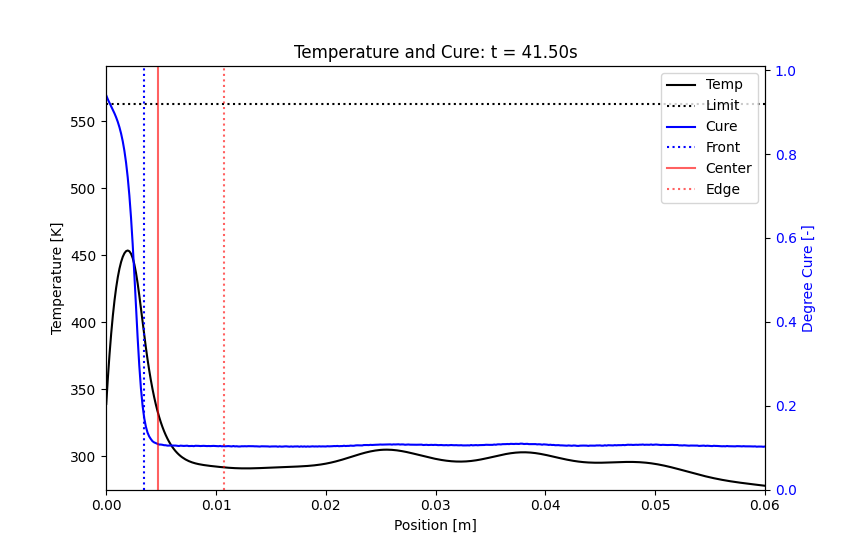 Temperature and Cure: t = 41.50s
Temp
Limit
Cure
Front
Center
Edge
Temperature [K]
550
500
450
400
350
300
Degree Cure [-]
1.0
0.8
0.6
0.4
0.2
0.0
0.00 0.01 0.02 0.03 0.04 0.05 0.06
Position [m]